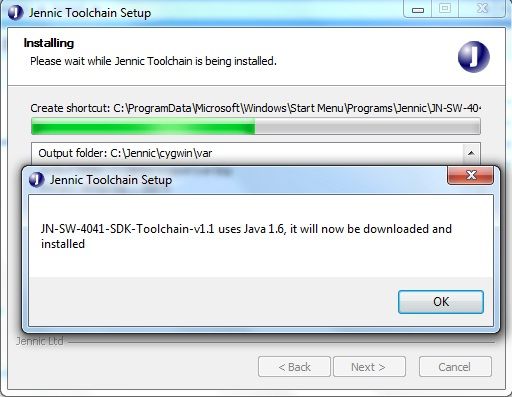 Jennic Toolchain Setup
Installing
Please wait while Jennic Toolchain is being installed.
Create shortcut: C:\ProgramData\Microsoft\Windows\Start Menu\Programs\Jennic\JN-SW-404
Output folder: C:\Jennic\cygwin\var
Jennic Toolchain Setup
JN-SW-4041-SDK-Toolchain-v1.1 uses Java 1.6, it will now be downloaded and
installed
OK
Jennic Ltd
< Back Next > Cancel